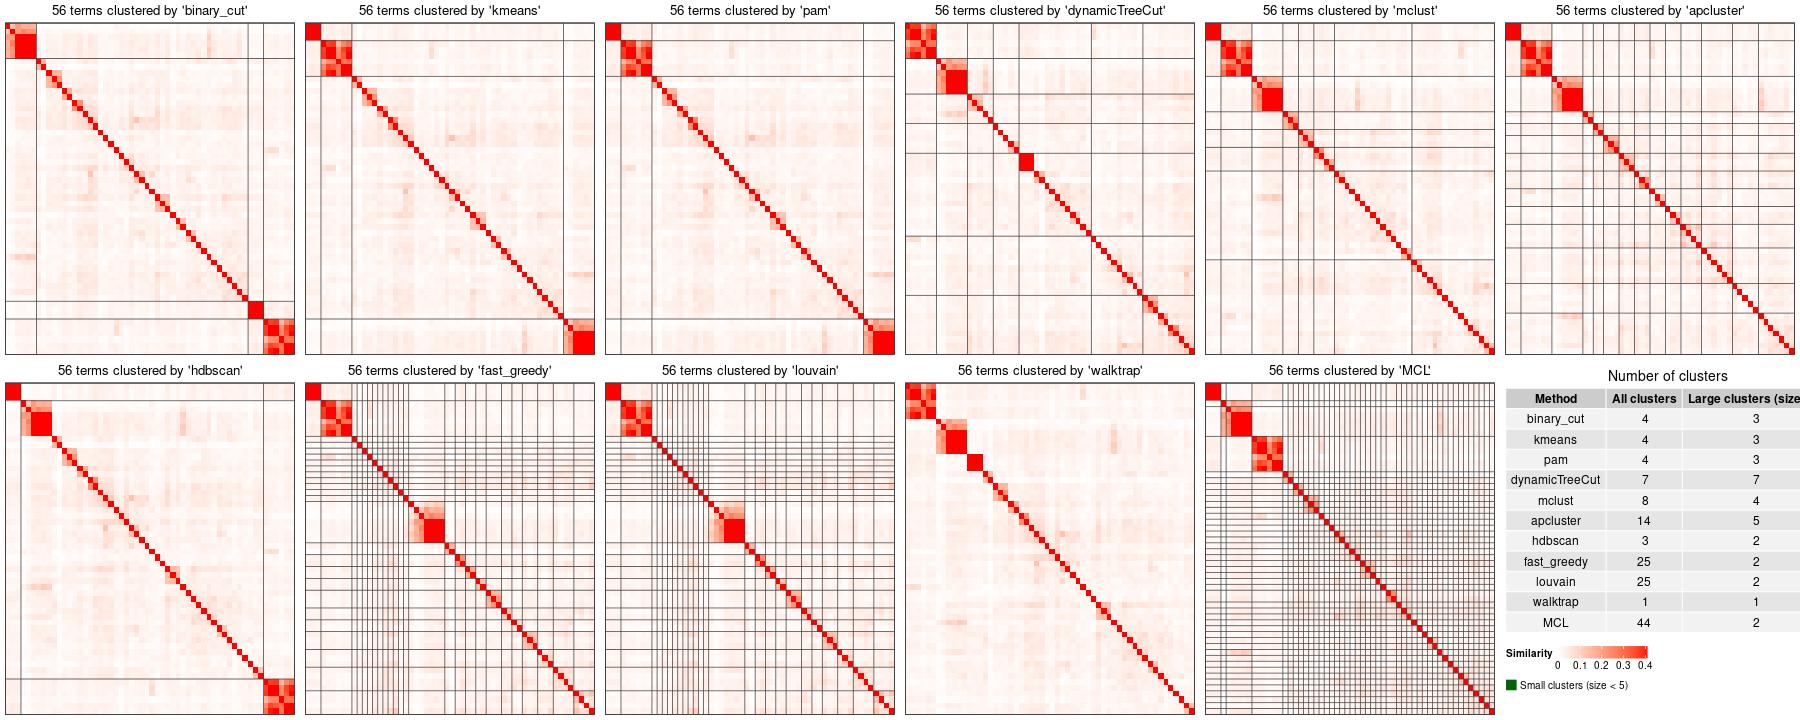 56 terms clustered by 'binary_cut'
56 terms clustered by 'kmeans'
56 terms clustered by 'pam'
56 terms clustered by 'dynamicTreeCut'
56 terms clustered by 'mclust'
56 terms clustered by 'apcluster'
56 terms clustered by 'hdbscan'
56 terms clustered by 'fast_greedy'
56 terms clustered by 'louvain'
56 terms clustered by 'walktrap'
56 terms clustered by 'MCL'
Number of clusters
Method All clusters Large clusters (size
binary_cut 4 3
kmeans 4 3
pam 4 3
dynamicTreeCut 7 7
mclust 8 4
apcluster 14 5
hdbscan 3 2
fast_greedy 25 2
louvain 25 2
walktrap 1 1
MCL 44 2
Similarity
0 0.1 0.2 0.3 0.4
Small clusters (size < 5)